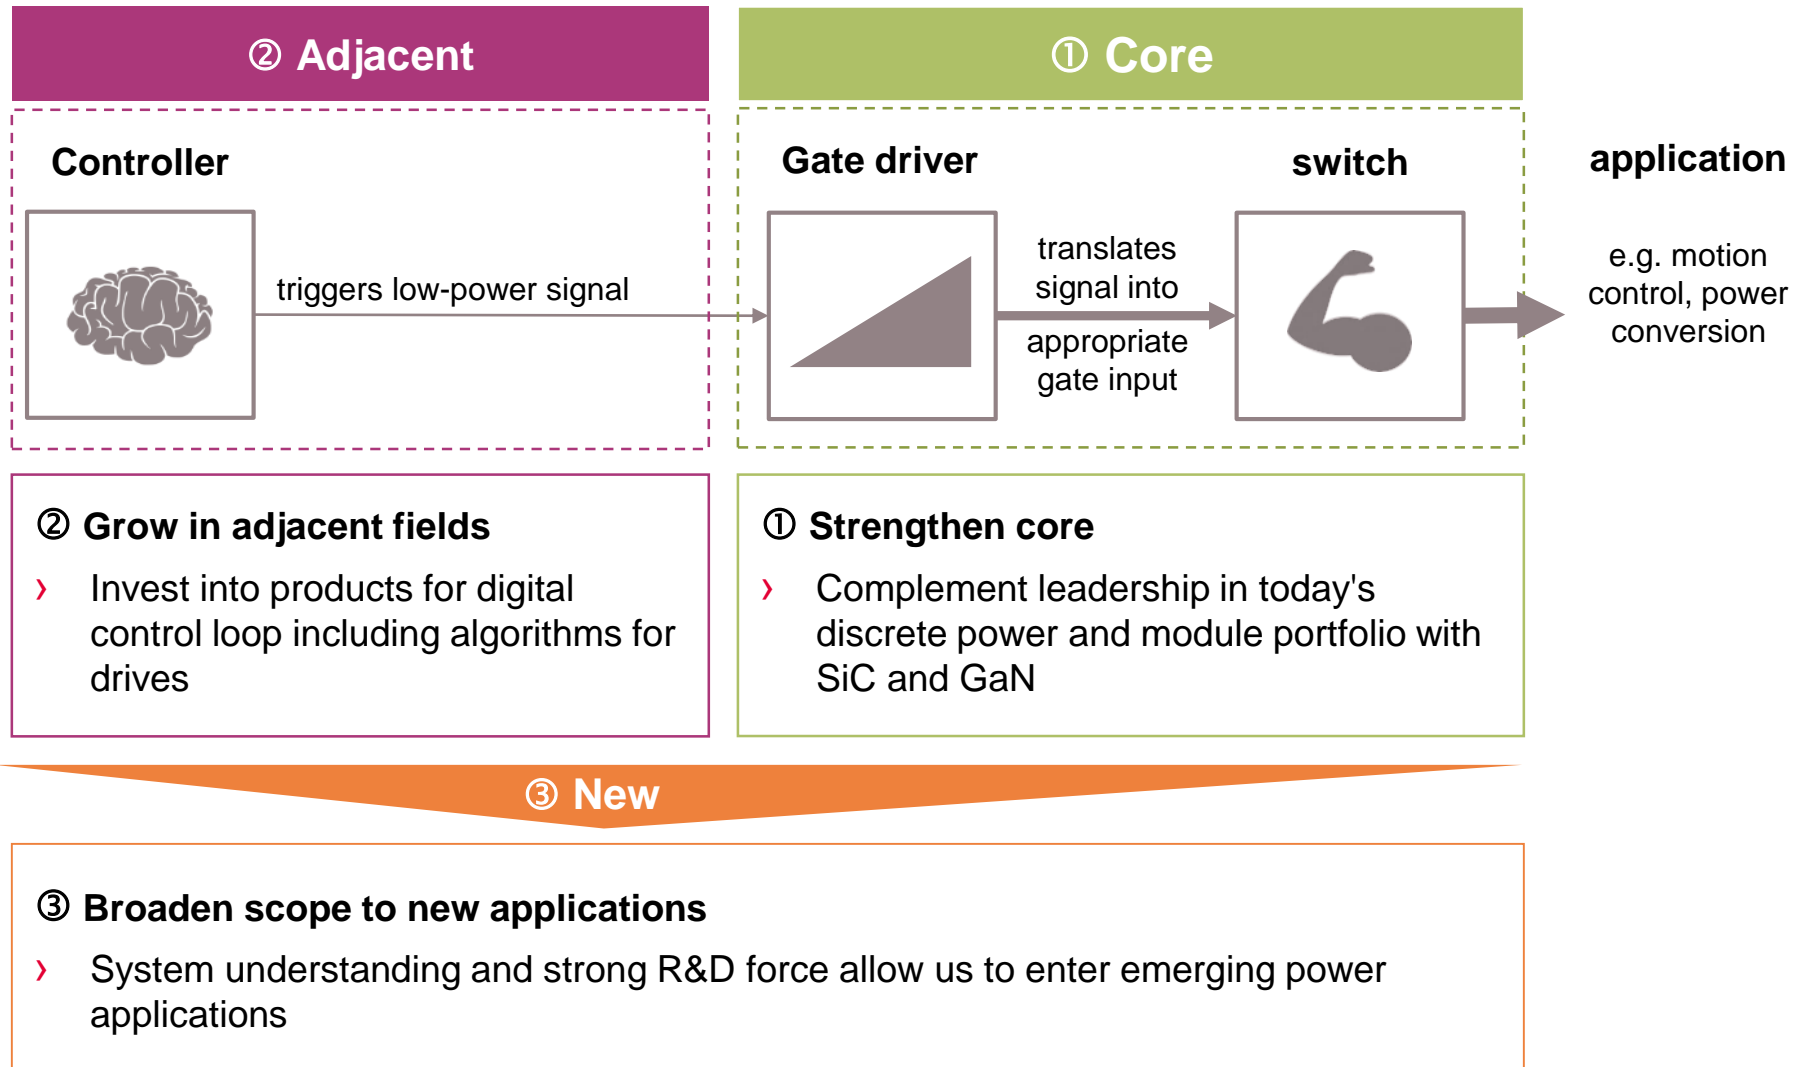 ② Adjacent
① Core
Controller
triggers low-power signal
Gate driver
translates
signal into
appropriate
gate input
switch
application
e.g. motion
control, power
conversion
② Grow in adjacent fields
› Invest into products for digital
control loop including algorithms for
drives
① Strengthen core
› Complement leadership in today's
discrete power and module portfolio with
SiC and GaN
③ New
③ Broaden scope to new applications
› System understanding and strong R&D force allow us to enter emerging power
applications